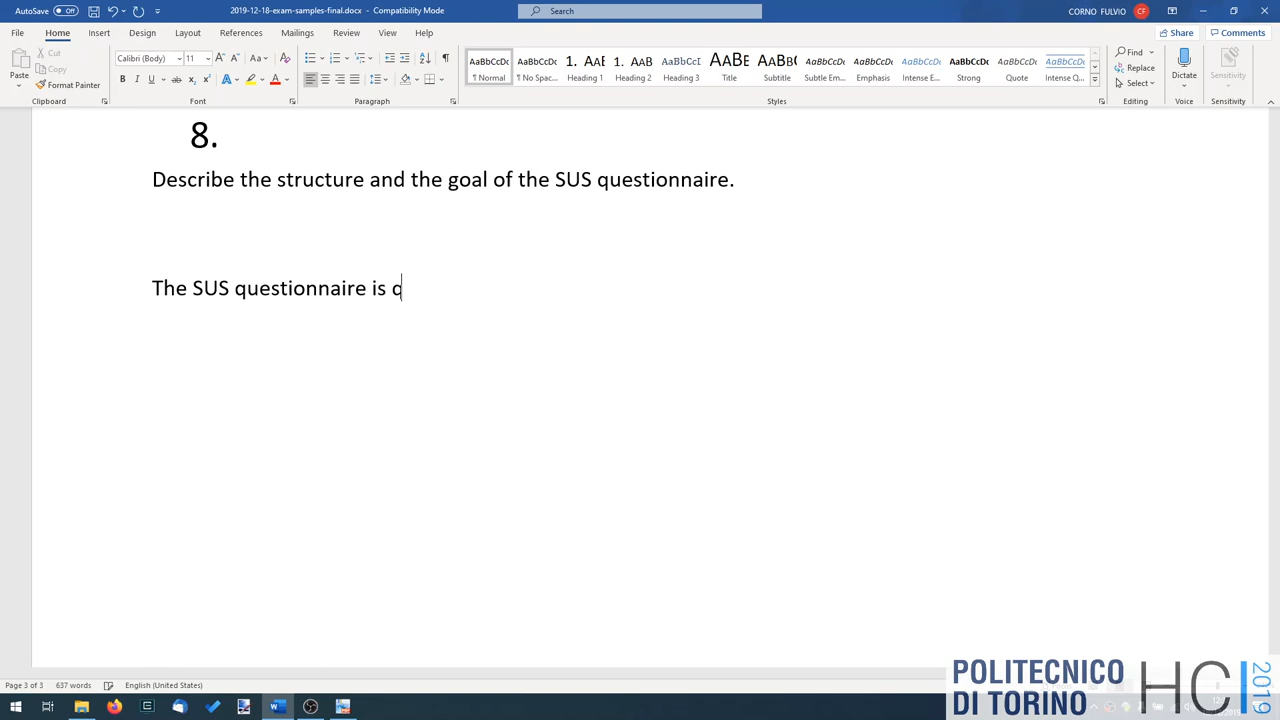 AutoSave Off 2019-12-18-exam-samples-final.docx - Compatibility Mode Search CORNO FULVIO CF
File Home Insert Design Layout References Mailings Review View Help Share Comments
Paste Cut Copy Format Painter
Calibri (Body) 11
AaBbCcDc AaBbCcDc 1. AaE 1. AAB AaBbCcI AaBb AaBbC AaBbCcDc AaBbCcDc AaBbCcDc AaBbCcDc AaBbCcDc AaBbCcDc
¶ Normal ¶ No Spac... Heading 1 Heading 2 Heading 3 Title Subtitle Subtle Em... Emphasis Intense E... Strong Quote Intense Q...
Find Replace Select
Dictate Sensitivity
Clipboard Font Paragraph Styles Editing Voice Sensitivity
8.
Describe the structure and the goal of the SUS questionnaire.
The SUS questionnaire is q
Page 3 of 3 637 words English (United States)
POLITECNICO
DI TORINO
HCI 2019